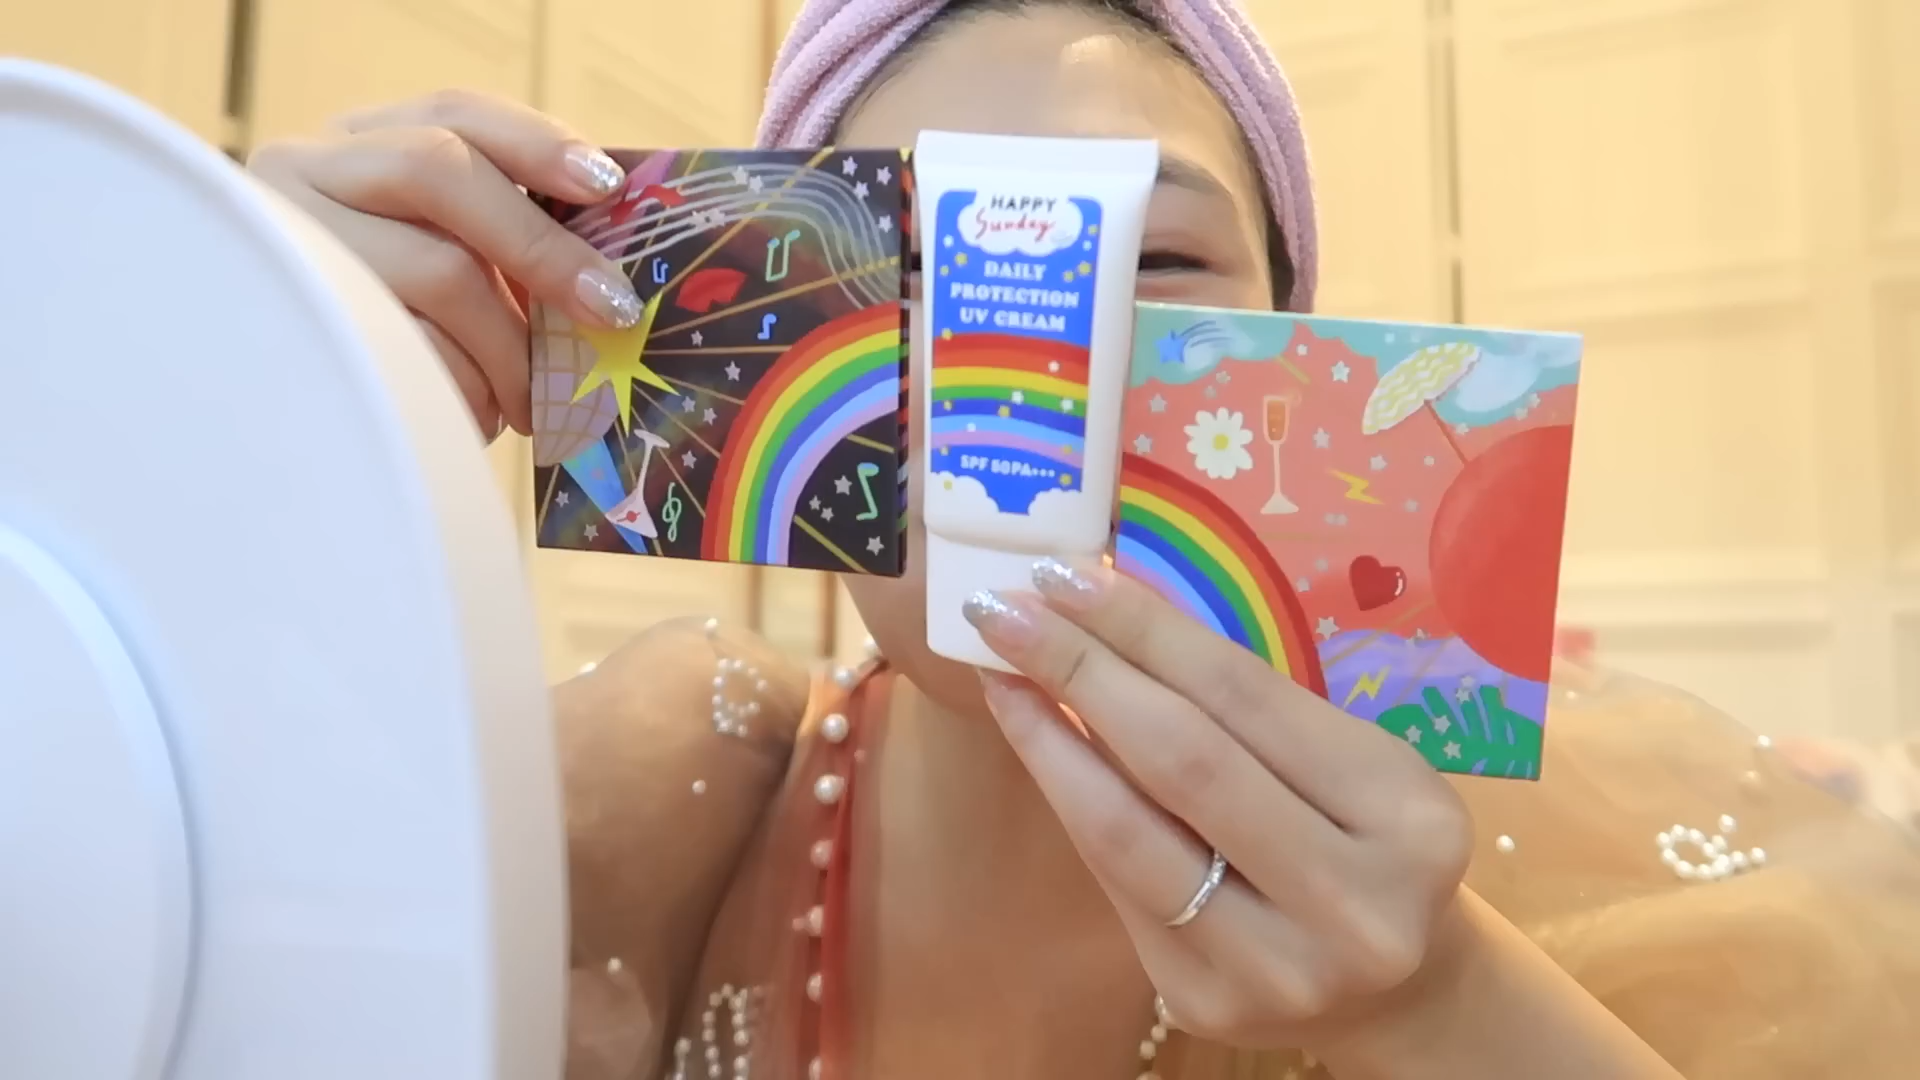 HAPPY
Sunday
DAILY
PROTECTION
UV CREAM
SPF 50PA+++